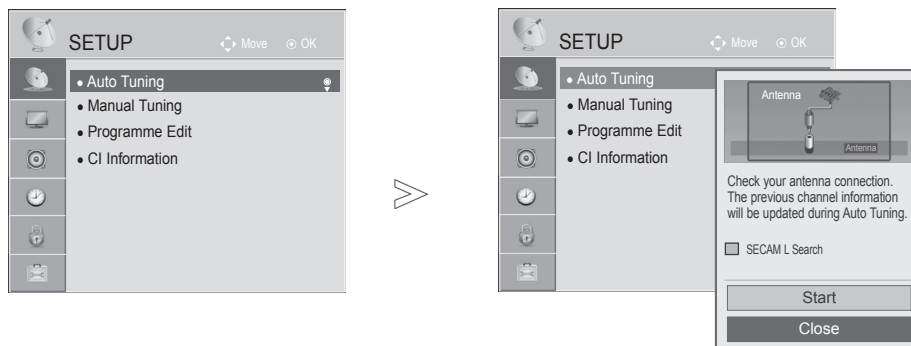 SETUP
Move OK
• Auto Tuning
• Manual Tuning
• Programme Edit
• CI Information
SETUP
Move OK
• Auto Tuning
• Manual Tuning
• Programme Edit
• CI Information
Antenna
Antenna
Check your antenna connection.
The previous channel information
will be updated during Auto Tuning.
SECAM L Search
Start
Close